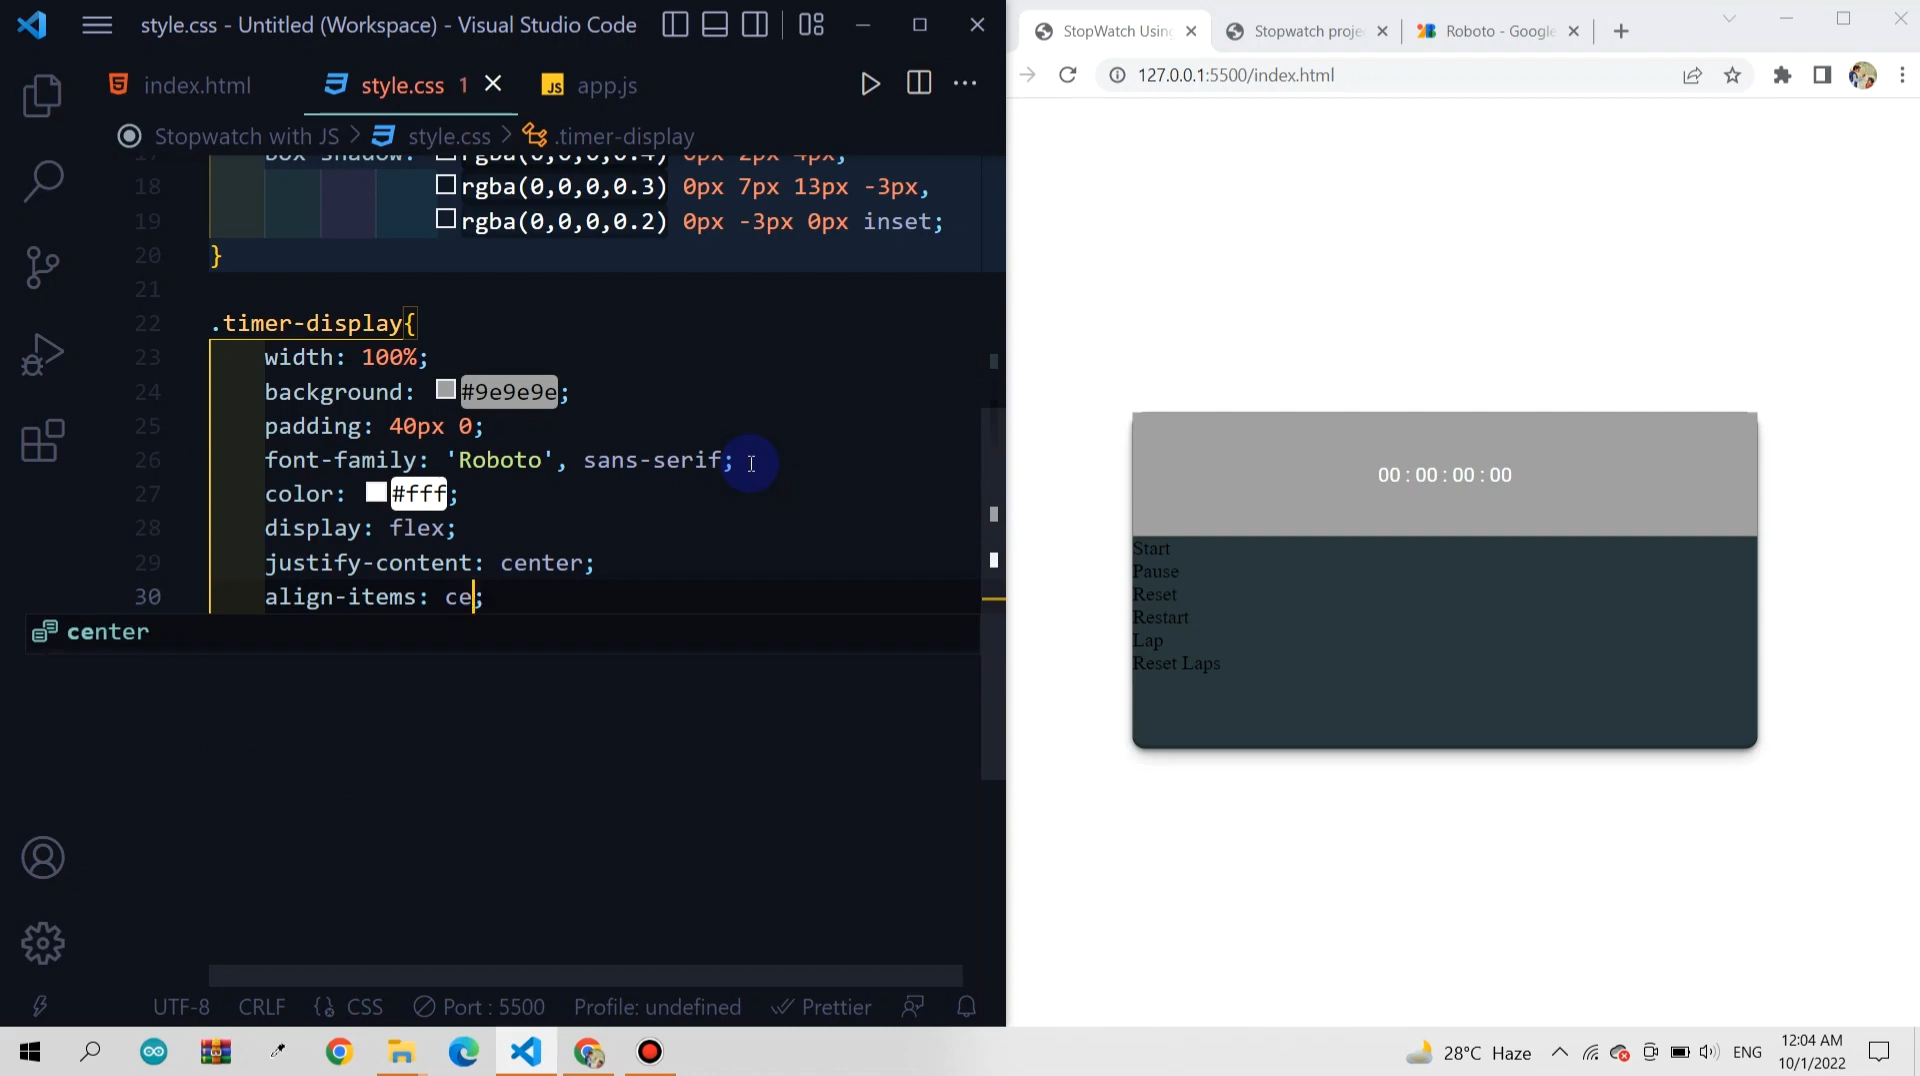 style.css - Untitled (Workspace) - Visual Studio Code
index.html
style.css 1
JS app.js
Stopwatch with JS > style.css > .timer-display
18 rgba(0,0,0,0.3) 0px 7px 13px -3px,
19 rgba(0,0,0,0.2) 0px -3px 0px inset;
20 }
21
22 .timer-display{
23 width: 100%;
24 background: #9e9e9e;
25 padding: 40px 0;
26 font-family: 'Roboto', sans-serif;
27 color: #fff;
28 display: flex;
29 justify-content: center;
30 align-items: ce;
center
UTF-8 CRLF {} CSS Port : 5500 Profile: undefined Prettier
StopWatch Using
Stopwatch proje
Roboto - Google
127.0.0.1:5500/index.html
00 : 00 : 00 : 00
Start
Pause
Reset
Restart
Lap
Reset Laps
28°C Haze
ENG
12:04 AM
10/1/2022